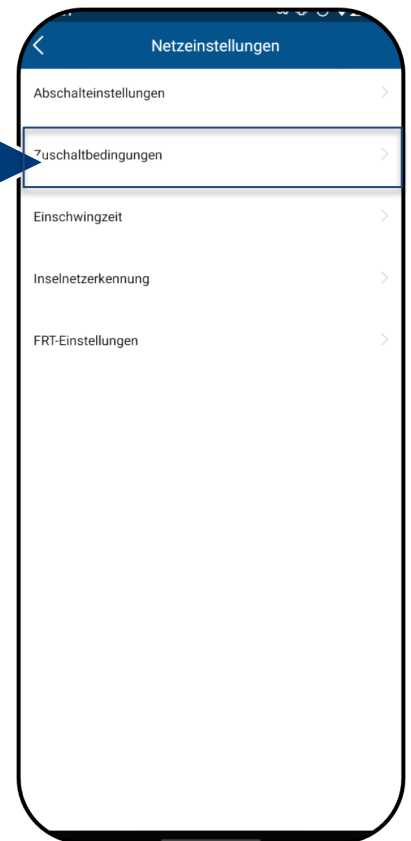 Netzeinstellungen
Abschalteinstellungen
Zuschaltbedingungen
Einschwingzeit
Inselnetzerkennung
FRT-Einstellungen